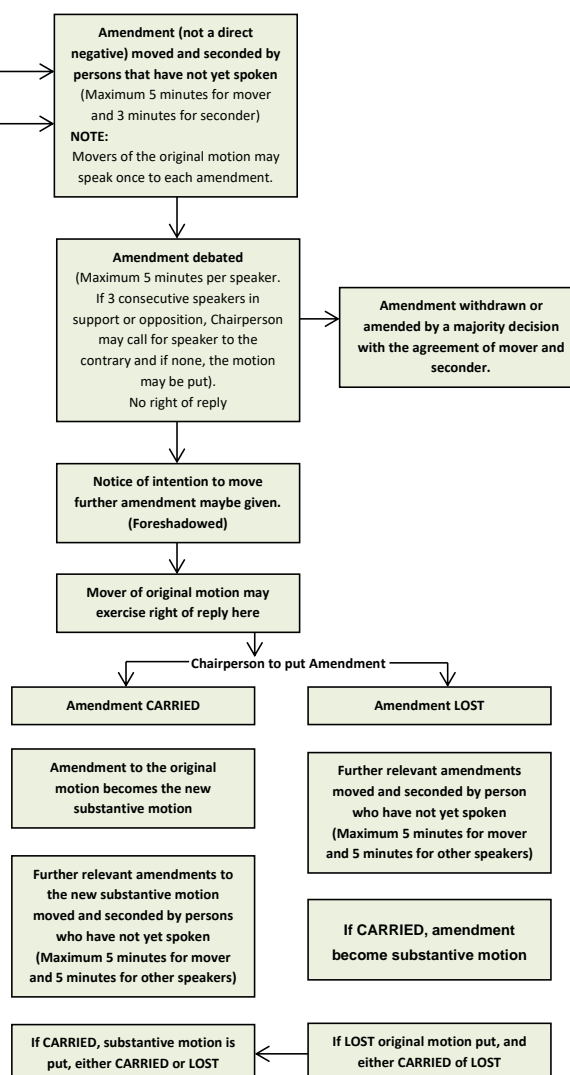 Amendment (not a direct
negative) moved and seconded by
persons that have not yet spoken
(Maximum 5 minutes for mover
and 3 minutes for seconder)
NOTE:
Movers of the original motion may
speak once to each amendment.
Amendment debated
(Maximum 5 minutes per speaker.
If 3 consecutive speakers in
support or opposition, Chairperson
may call for speaker to the
contrary and if none, the motion
may be put).
No right of reply
Amendment withdrawn or
amended by a majority decision
with the agreement of mover and
seconder.
Notice of intention to move
further amendment maybe given.
(Foreshadowed)
Mover of original motion may
exercise right of reply here
Chairperson to put Amendment
Amendment CARRIED
Amendment LOST
Amendment to the original
motion becomes the new
substantive motion
Further relevant amendments
moved and seconded by person
who have not yet spoken
(Maximum 5 minutes for mover
and 5 minutes for other speakers)
Further relevant amendments to
the new substantive motion
moved and seconded by persons
who have not yet spoken
(Maximum 5 minutes for mover
and 5 minutes for other speakers)
If CARRIED, amendment
become substantive motion
If CARRIED, substantive motion is
put, either CARRIED or LOST
If LOST original motion put, and
either CARRIED of LOST